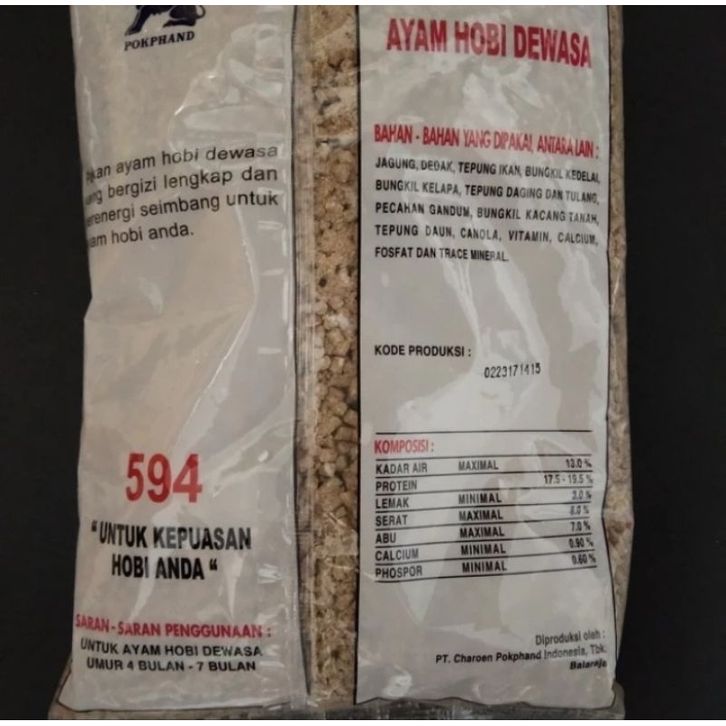 POKPHAND
kan ayam hobi dewasa
ng bergizi lengkap dan
erenergi seimbang untuk
am hobi anda.
594
"UNTUK KEPUASAN
HOBI ANDA"
SARAN - SARAN PENGGUNAAN :
UNTUK AYAM HOBI DEWASA
UMUR 4 BULAN - 7 BULAN
AYAM HOBI DEWASA
BAHAN - BAHAN YANG DIPAKAI, ANTARA LAIN :
JAGUNG, DEDAK, TEPUNG IKAN, BUNGKIL KEDELAI,
BUNGKIL KELAPA, TEPUNG DAGING DAN TULANG,
PECAHAN GANDUM, BUNGKIL KACANG TANAH,
TEPUNG DAUN, CANOLA, VITAMIN, CALCIUM,
FOSFAT DAN TRACE MINERAL.
KODE PRODUKSI :
0223171415
KOMPOSISI :
KADAR AIR MAXIMAL 13.0 %
PROTEIN 17.5 - 19.5 %
LEMAK MINIMAL 3.0 %
SERAT MAXIMAL 8.0 %
ABU MAXIMAL 7.0 %
CALCIUM MINIMAL 0.90 %
PHOSPOR MINIMAL 0.60 %
Diproduksi oleh :
PT. Charoen Pokphand Indonesia, Tbk.
Balaraja